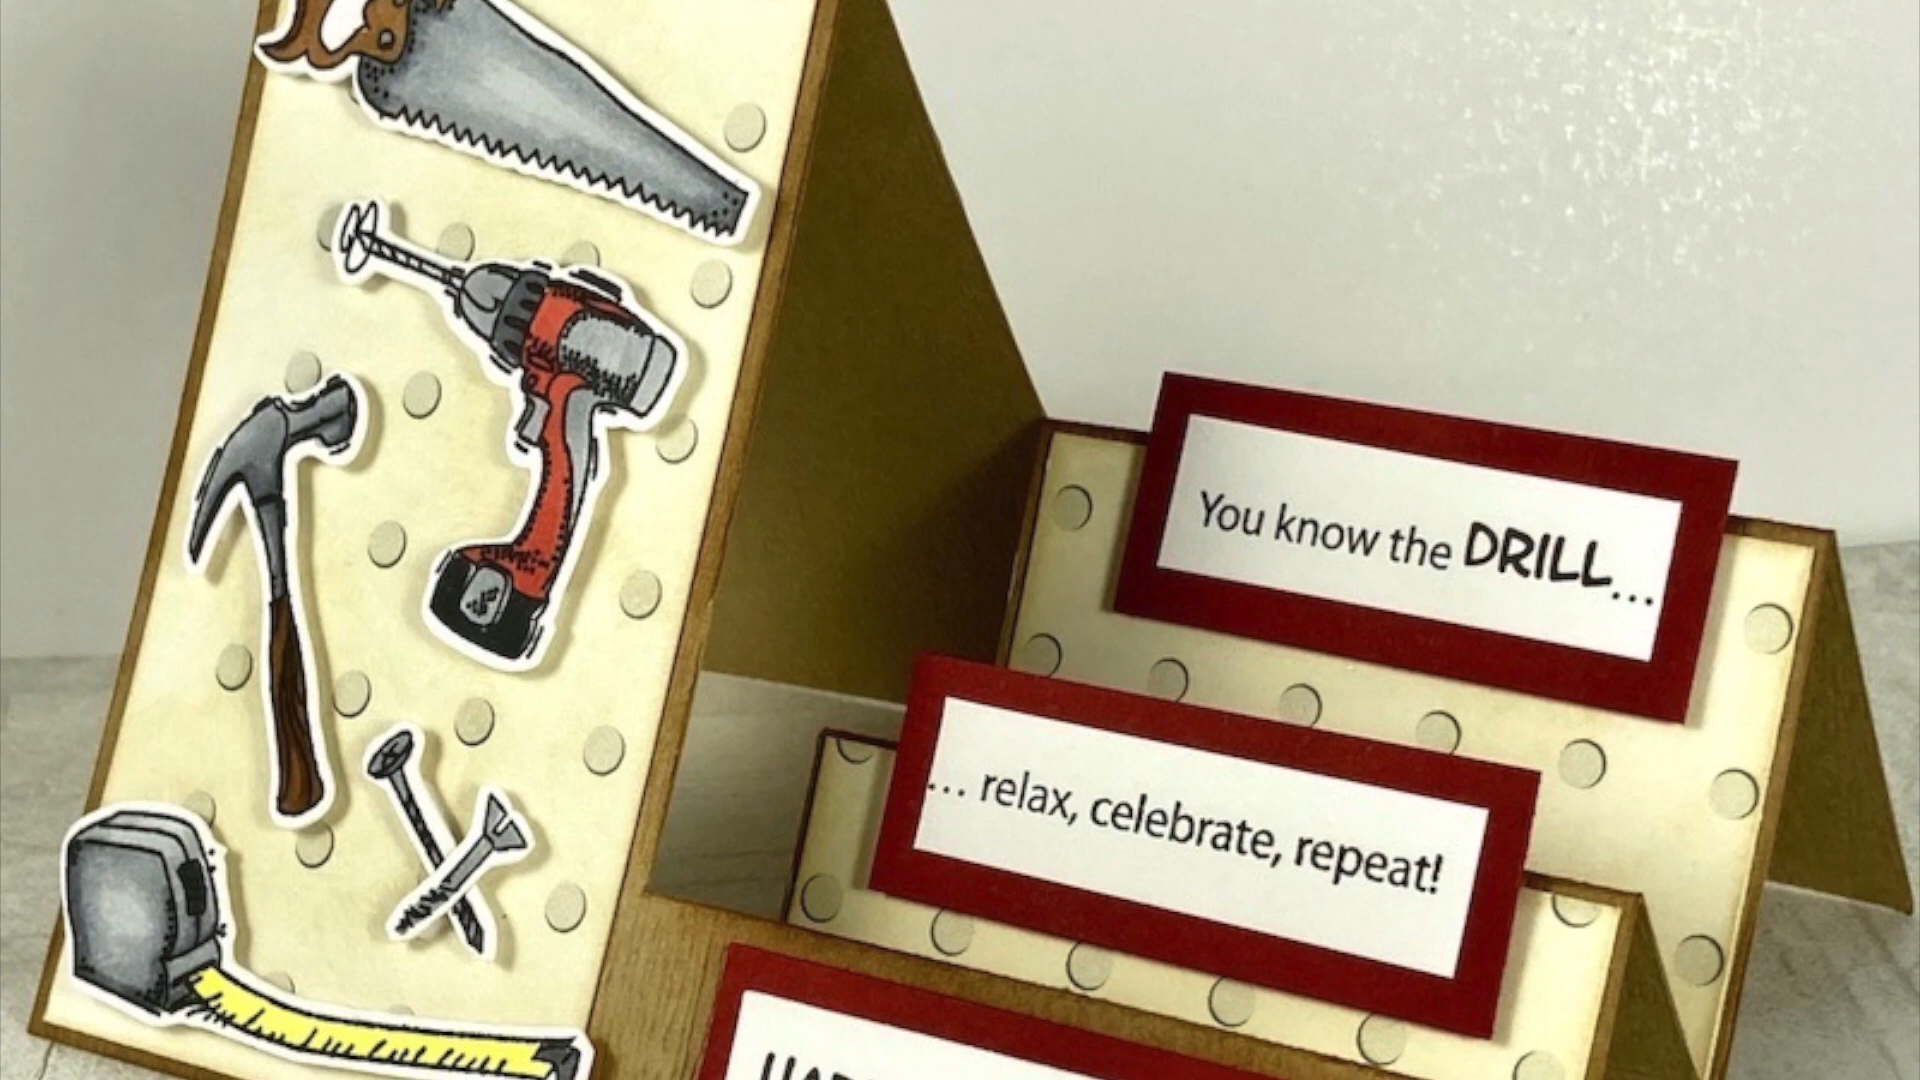 You know the DRILL...
... relax, celebrate, repeat!